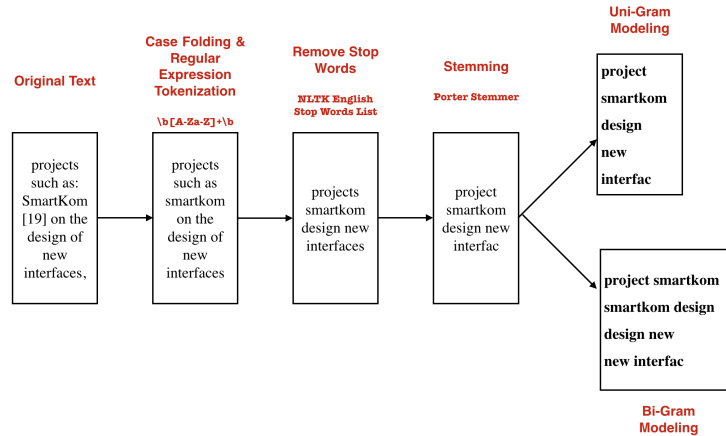 Original Text
projects
such as:
SmartKom
[19] on the
design of
new
interfaces,
Case Folding &
Regular
Expression
Tokenization
\b[A-Za-Z]+\b
projects
such as
smartkom
on the
design of
new
interfaces
Remove Stop
Words
NLTK English
Stop Words List
projects
smartkom
design new
interfaces
Stemming
Porter Stemmer
project
smartkom
design new
interfac
Uni-Gram
Modeling
project
smartkom
design
new
interfac
project smartkom
smartkom design
design new
new interfac
Bi-Gram
Modeling